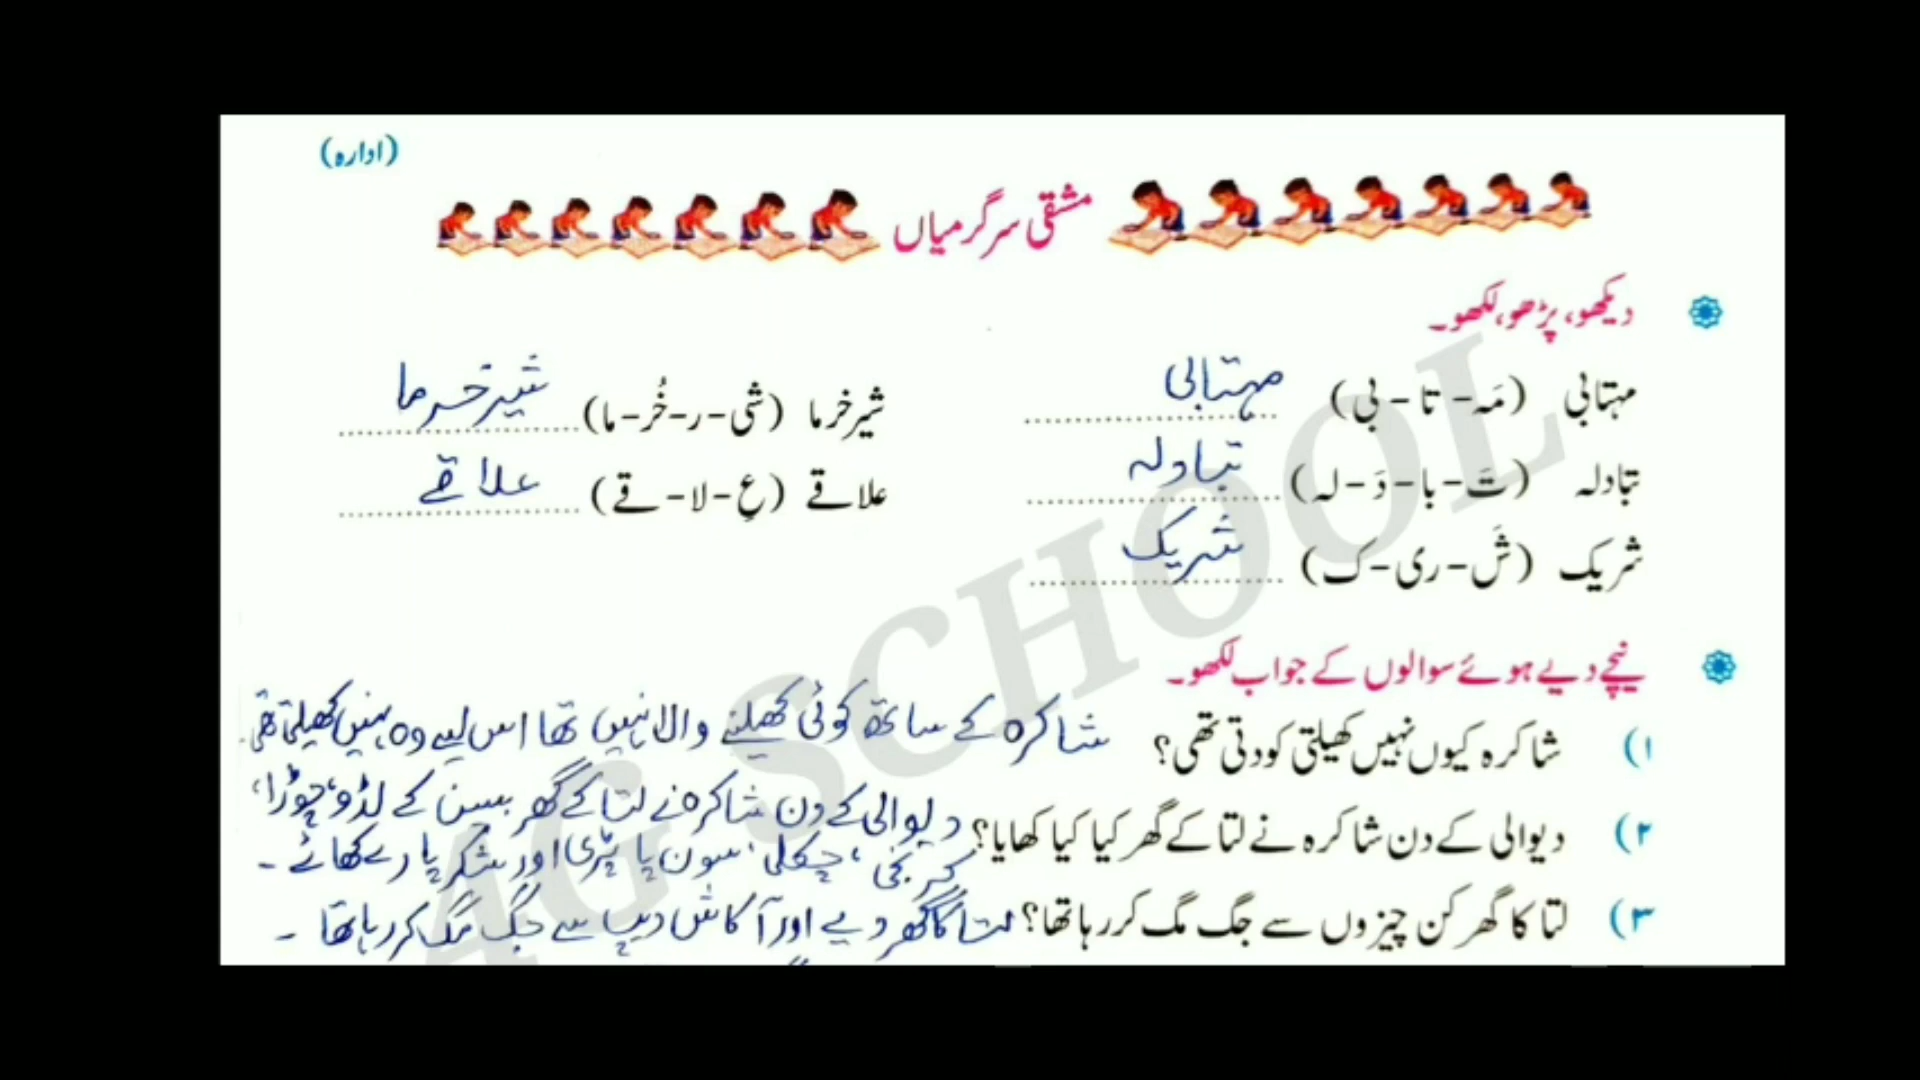 (ادارہ)
مشقی سرگرمیاں
دیکھو، پڑھو، لکھو۔
مہتابی (مَہ - تا - بی) مہتابی شیرخرما (شی - ر - خُر - ما) شیرخرما
تبادلہ (تَ - با - دَ - لہ) تبادلہ علاقے (عِ - لا - قے) علاقے
شریک (شَ - ری - ک) شریک
نیچے دیے ہوئے سوالوں کے جواب لکھو۔
۱) شاکرہ کیوں نہیں کھیلتی کودتی تھی؟ شاکرہ کے ساتھ کوئی کھیلنے والا نہیں تھا اس لیے وہ نہیں کھیلتی تھی۔
۲) دیوالی کے دن شاکرہ نے لتا کے گھر کیا کیا کھایا؟ دیوالی کے دن شاکرہ نے لتا کے گھر بیسن کے لڈو، چوڑا،
کرنجی، چکلی، سون پاپڑی اور شکر پارے کھائے۔
۳) لتا کا گھر کن چیزوں سے جگ مگ کر رہا تھا؟ لتا کا گھر دیے اور آکاش دیپ سے جگ مگ کر رہا تھا۔
4G SCHOOL